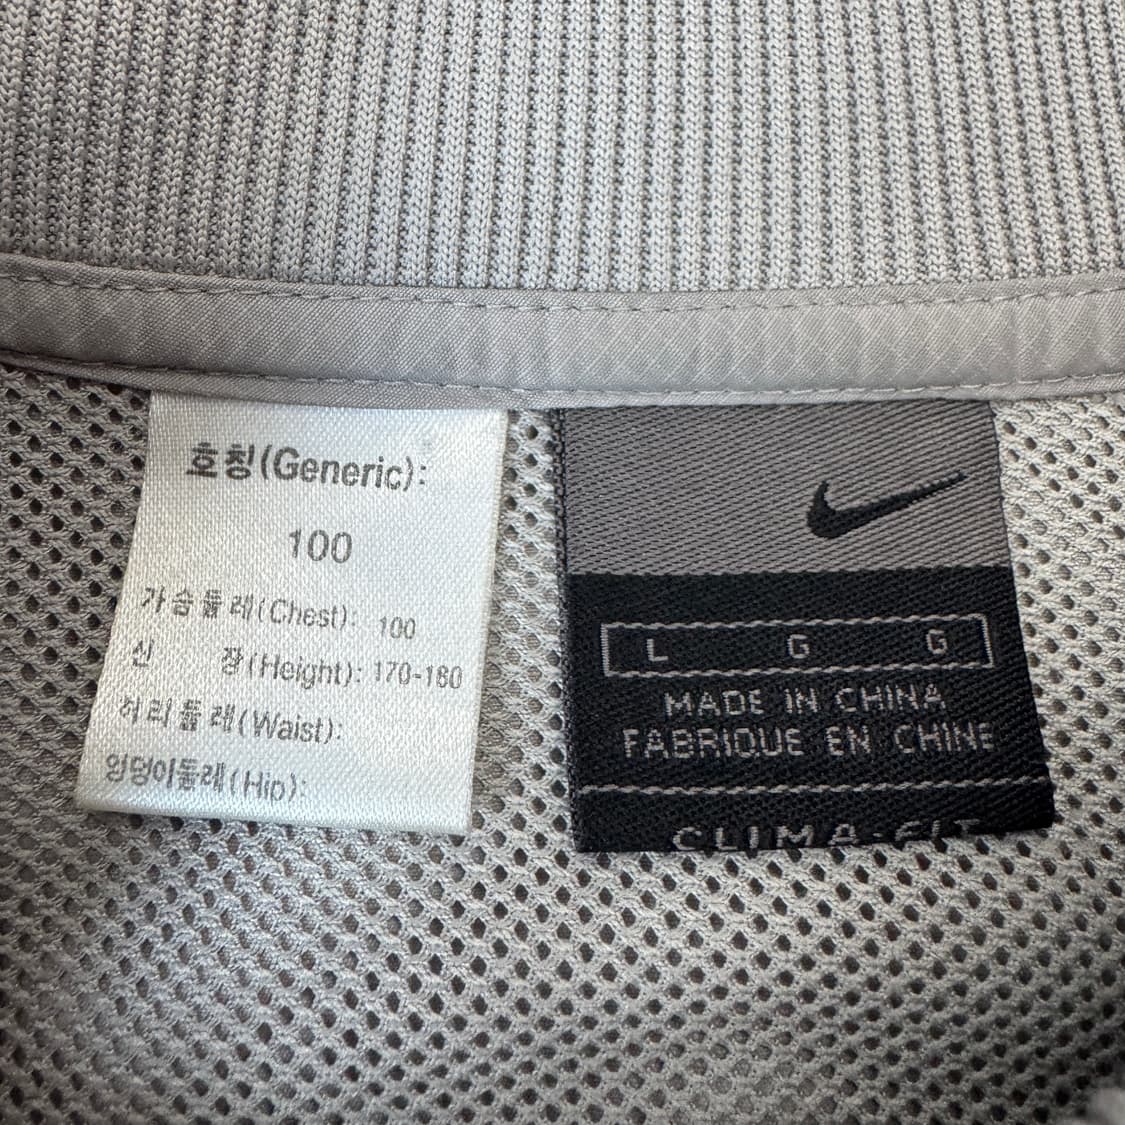 호칭(Generic):
100
가슴둘레(Chest): 100
신 장(Height): 170-180
허리둘레(Waist):
엉덩이둘레(Hip):
L G G
MADE IN CHINA
FABRIQUE EN CHINE
CLIMA-FIT